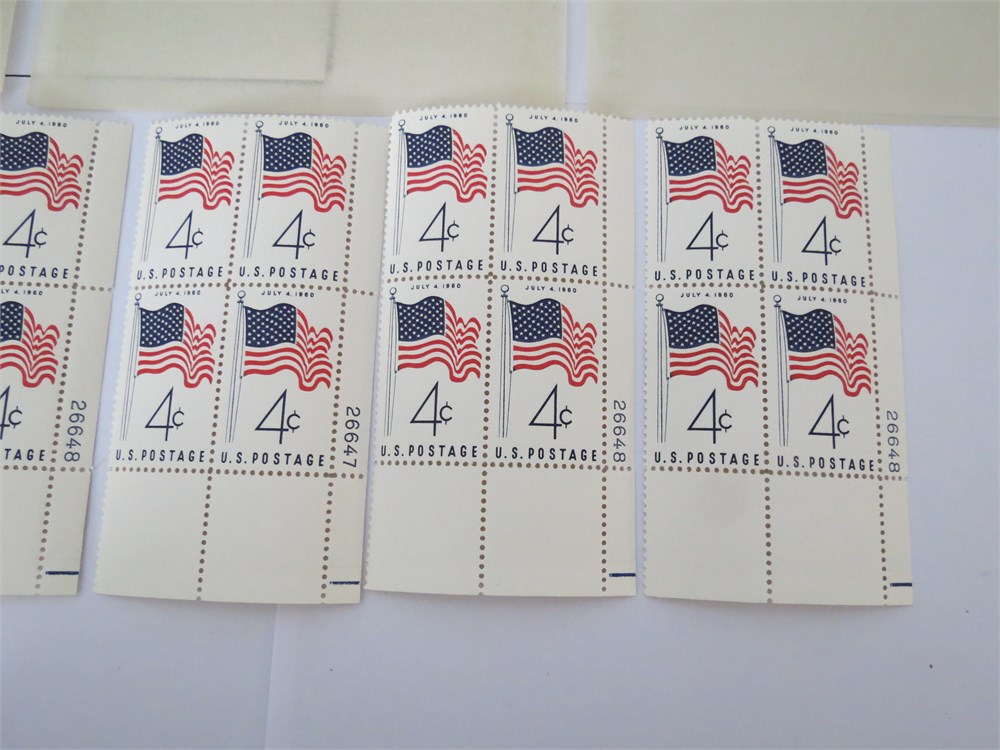 JULY 4, 1960
JULY 4, 1960
JULY 4, 1960
JULY 4, 1960
JULY 4, 1960
JULY 4, 1960
4¢
4¢
4¢
4¢
4¢
4¢
4¢
POSTAGE
U.S. POSTAGE
U.S. POSTAGE
U.S. POSTAGE
U.S. POSTAGE
U.S. POSTAGE
U.S. POSTAGE
JULY 4, 1960
JULY 4, 1960
JULY 4, 1960
JULY 4, 1960
JULY 4, 1960
JULY 4, 1960
4¢
4¢
4¢
4¢
4¢
4¢
4¢
STAGE
U.S. POSTAGE
U.S. POSTAGE
U.S. POSTAGE
U.S. POSTAGE
U.S. POSTAGE
U.S. POSTAGE
26648
26647
26648
26648